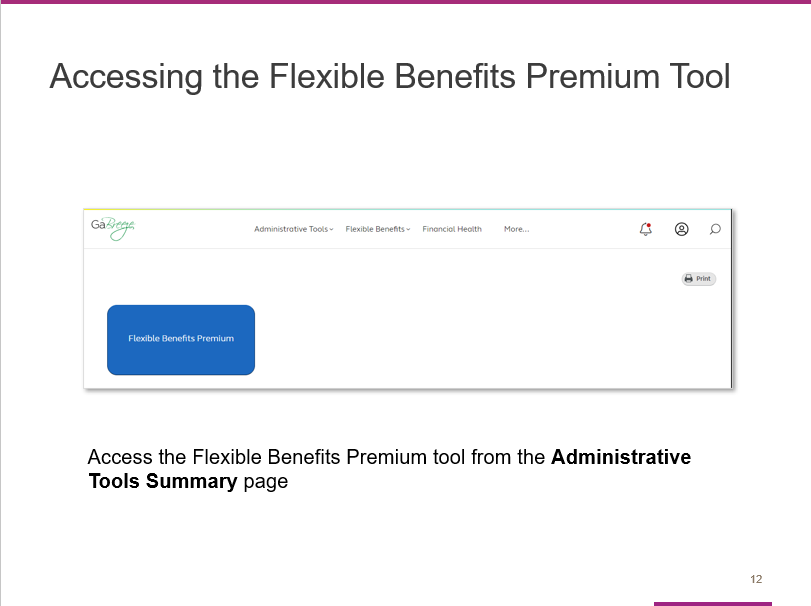 Accessing the Flexible Benefits Premium Tool
GaBreeze
Administrative Tools Flexible Benefits Financial Health More...
Print
Flexible Benefits Premium
Access the Flexible Benefits Premium tool from the Administrative
Tools Summary page
12